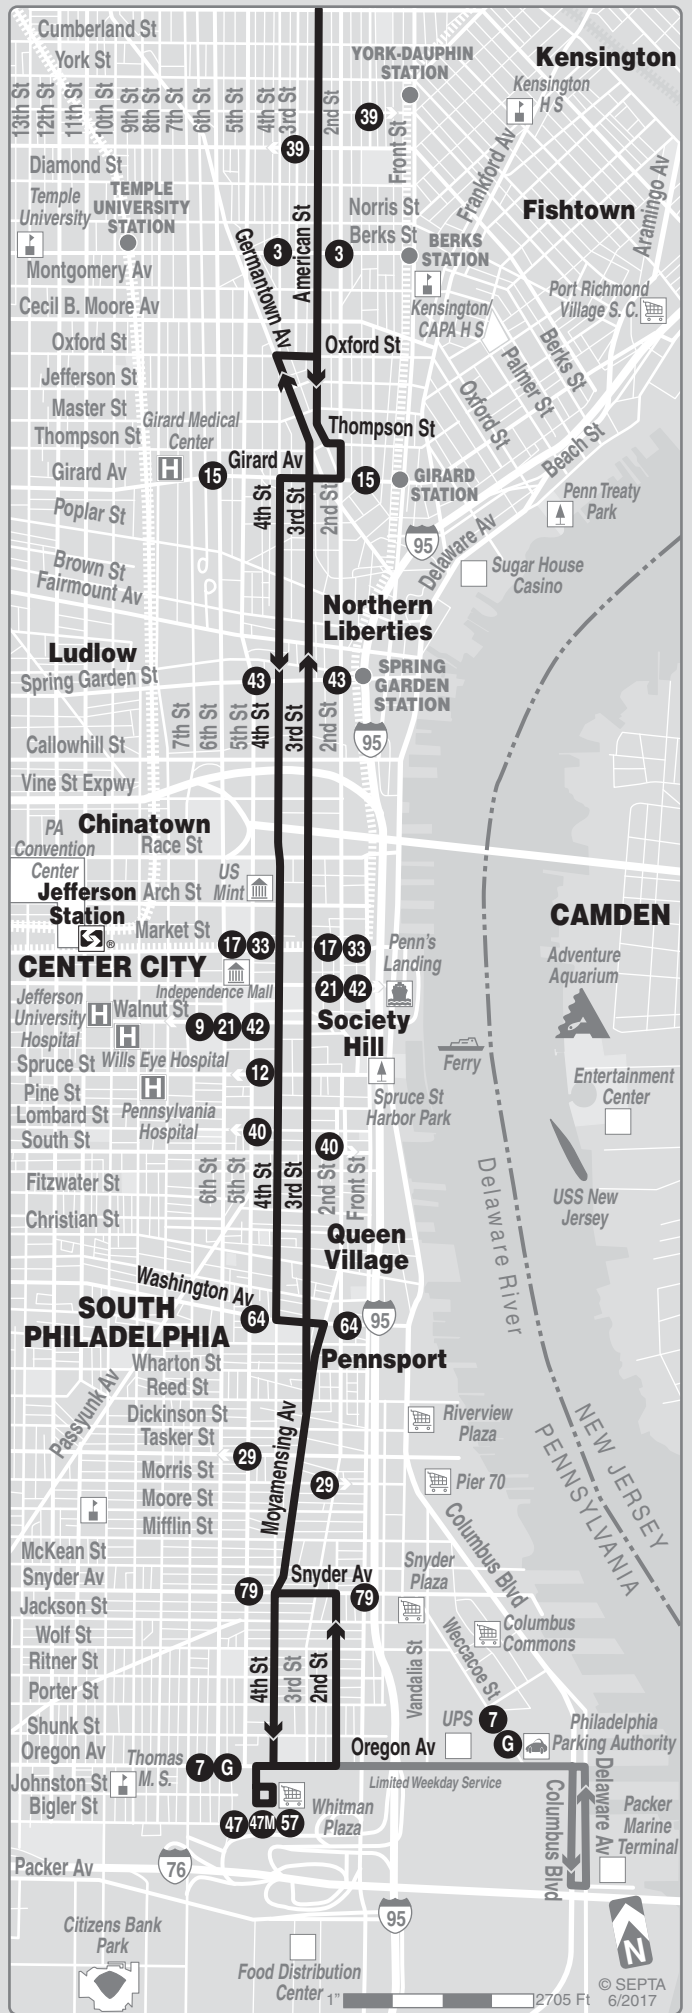 Cumberland St
York St
13th St
12th St
11th St
10th St
9th St
8th St
7th St
6th St
5th St
4th St
3rd St
2nd St
YORK-DAUPHIN
STATION
39
Front St
Kensington
Kensington
H S
Frankford Av
39
Diamond St
Temple
University
TEMPLE
UNIVERSITY
STATION
Norris St
Berks St
Fishtown
Aramingo Av
3
3
American St
Germantown Av
BERKS
STATION
Montgomery Av
Cecil B. Moore Av
Kensington/
CAPA H S
Port Richmond
Village S. C.
Oxford St
Oxford St
Jefferson St
Berks St
Palmer St
Oxford St
Master St
Thompson St
Girard Medical
Center
H
Thompson St
Beach St
Girard Av
Girard Av
15
15
GIRARD
STATION
4th St
3rd St
2nd St
Penn Treaty
Park
Poplar St
95
Delaware Av
Sugar House
Casino
Brown St
Fairmount Av
Northern
Liberties
Ludlow
Spring Garden St
43
43
SPRING
GARDEN
STATION
7th St
6th St
5th St
4th St
3rd St
2nd St
95
Callowhill St
Vine St Expwy
PA
Convention
Center
Chinatown
Race St
US
Mint
Jefferson
Station
Arch St
Market St
®
17
33
17
33
Penn's
Landing
CAMDEN
Adventure
Aquarium
CENTER CITY
Independence Mall
21
42
Jefferson
University
Hospital
H
Walnut St
H
9
21
42
Society
Hill
Spruce St
Wills Eye Hospital
12
Ferry
Entertainment
Center
Pine St
H
Lombard St
Pennsylvania
Hospital
Spruce St
Harbor Park
South St
40
40
Fitzwater St
6th St
5th St
4th St
3rd St
2nd St
Front St
USS New
Jersey
Christian St
Queen
Village
Delaware River
Washington Av
SOUTH
PHILADELPHIA
64
64
95
Pennsport
Wharton St
Reed St
Passyunk Av
Dickinson St
Tasker St
Moyamensing Av
Riverview
Plaza
NEW JERSEY
PENNSYLVANIA
29
29
Morris St
Moore St
Mifflin St
Pier 70
Columbus Blvd
McKean St
Snyder Av
Snyder Av
79
79
Snyder
Plaza
Jackson St
Wolf St
Columbus
Commons
Weccacoe St
Vandalia St
Ritner St
Porter St
4th St
3rd St
2nd St
Shunk St
Oregon Av
Thomas
M. S.
7
G
Oregon Av
UPS
7
G
Philadelphia
Parking Authority
Johnston St
Bigler St
Limited Weekday Service
Whitman
Plaza
47
47M
57
Columbus Blvd
Delaware Av
Packer
Marine
Terminal
Packer Av
76
95
Citizens Bank
Park
Food Distribution
Center
N
1"
2705 Ft
© SEPTA
6/2017